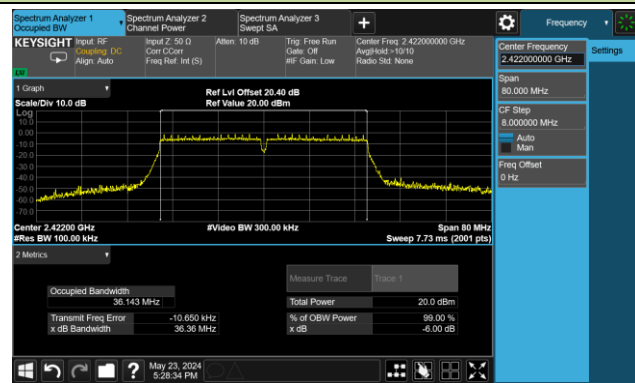 Spectrum Analyzer 1
Occupied BW
Spectrum Analyzer 2
Channel Power
Spectrum Analyzer 3
Swept SA
+
Frequency
KEYSIGHT
Input: RF
Coupling: DC
Align: Auto
Input Z: 50 Ω
Corr CCorr
Freq Ref: Int (S)
Atten: 10 dB
Trig: Free Run
Gate: Off
#IF Gain: Low
Center Freq: 2.422000000 GHz
Avg|Hold:>10/10
Radio Std: None
Center Frequency
2.422000000 GHz
Settings
Span
80.000 MHz
CF Step
8.000000 MHz
Auto
Man
Freq Offset
0 Hz
1 Graph
Scale/Div 10.0 dB
Ref Lvl Offset 20.40 dB
Ref Value 20.00 dBm
Log
10.0
0.00
-10.0
-20.0
-30.0
-40.0
-50.0
-60.0
-70.0
Center 2.42200 GHz
#Res BW 100.00 kHz
#Video BW 300.00 kHz
Span 80 MHz
Sweep 7.73 ms (2001 pts)
2 Metrics
Measure Trace
Trace 1
Occupied Bandwidth
36.143 MHz
Total Power
20.0 dBm
Transmit Freq Error
-10.650 kHz
% of OBW Power
99.00 %
x dB Bandwidth
36.36 MHz
x dB
-6.00 dB
?
May 23, 2024
5:28:34 PM